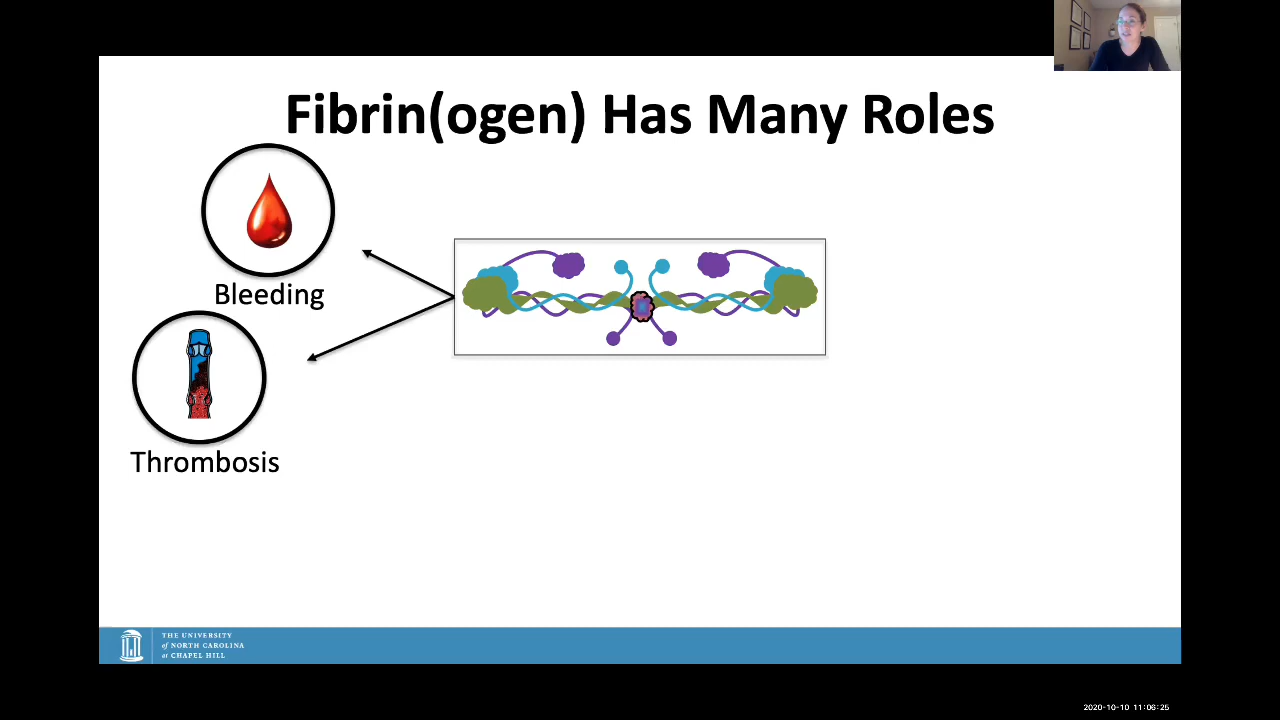 Fibrin(ogen) Has Many Roles
Bleeding
Thrombosis
THE UNIVERSITY
of NORTH CAROLINA
at CHAPEL HILL
2020-10-10 11:06:25